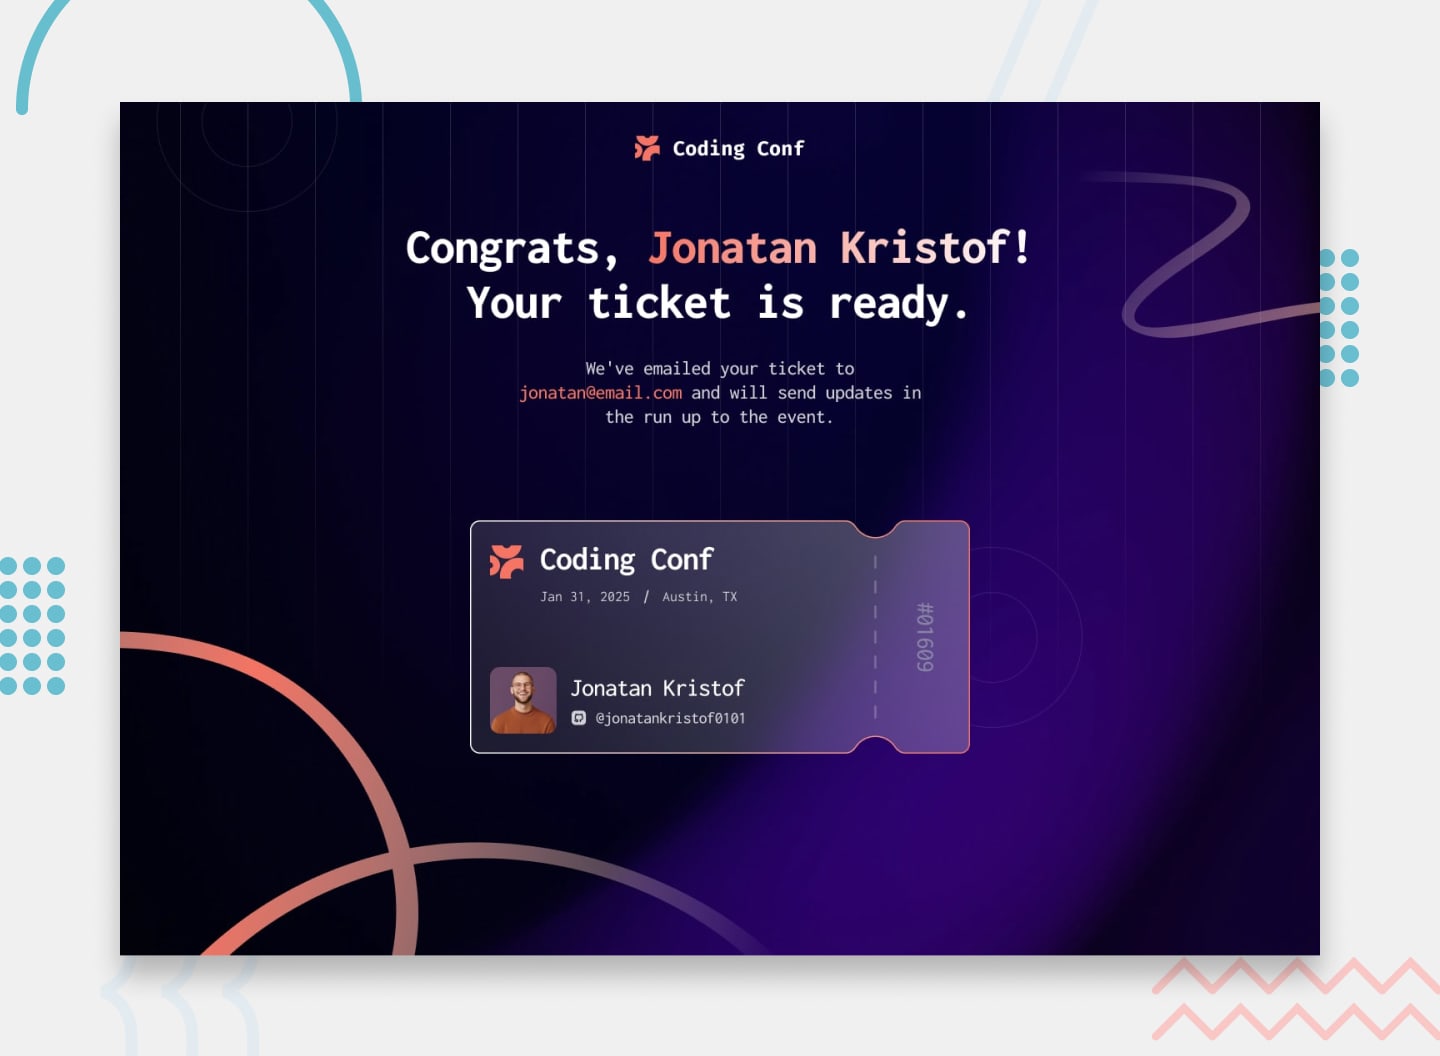 Coding Conf
Congrats, Jonatan Kristof!
Your ticket is ready.
We've emailed your ticket to
jonatan@email.com and will send updates in
the run up to the event.
Coding Conf
Jan 31, 2025 / Austin, TX
Jonatan Kristof
@jonatankristof0101
#01609